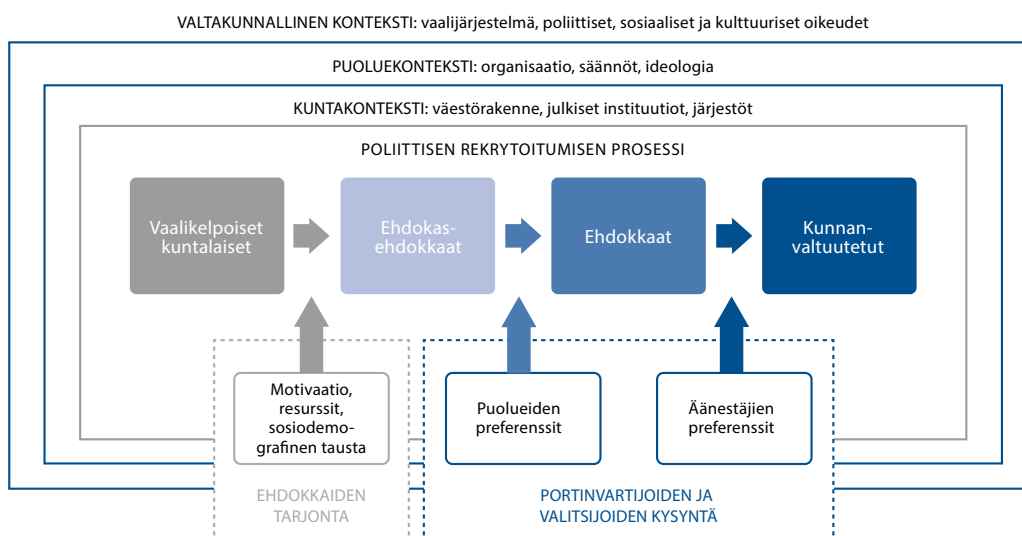 VALTAKUNNALLINEN KONTEKSTI: vaalijärjestelmä, poliittiset, sosiaaliset ja kulttuuriset oikeudet
PUOLUEKONTEKSTI: organisaatio, säännöt, ideologia
KUNTAKONTEKSTI: väestörakenne, julkiset instituutiot, järjestöt
POLIITTISEN REKRYTOITUMISEN PROSESSI
Vaalikelpoiset
kuntalaiset
Ehdokas-
ehdokkaat
Ehdokkaat
Kunnan-
valtuutetut
Motivaatio,
resurssit,
sosiodemo-
grafinen tausta
Puolueiden
preferenssit
Äänestäjien
preferenssit
EHDOKKAIDEN
TARJONTA
PORTINVARTIJOIDEN JA
VALITSIJOIDEN KYSYNTÄ